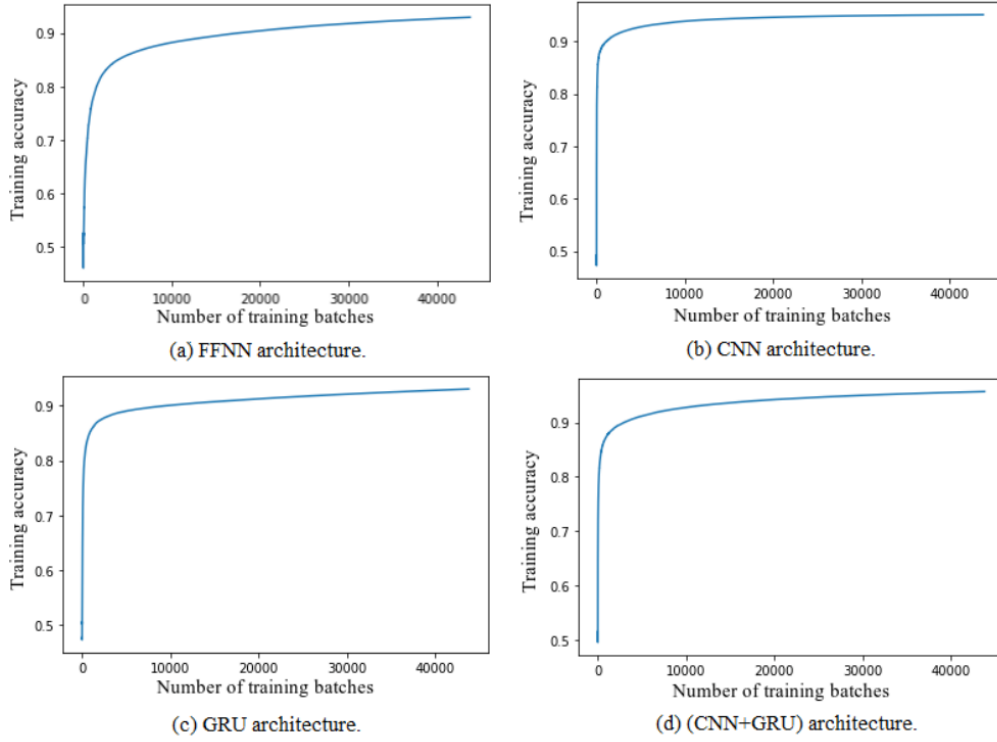 Training accuracy
0.9
0.8
0.7
0.6
0.5
0 10000 20000 30000 40000
Number of training batches
(a) FFNN architecture.
Training accuracy
0.9
0.8
0.7
0.6
0.5
0 10000 20000 30000 40000
Number of training batches
(b) CNN architecture.
Training accuracy
0.9
0.8
0.7
0.6
0.5
0 10000 20000 30000 40000
Number of training batches
(c) GRU architecture.
Training accuracy
0.9
0.8
0.7
0.6
0.5
0 10000 20000 30000 40000
Number of training batches
(d) (CNN+GRU) architecture.